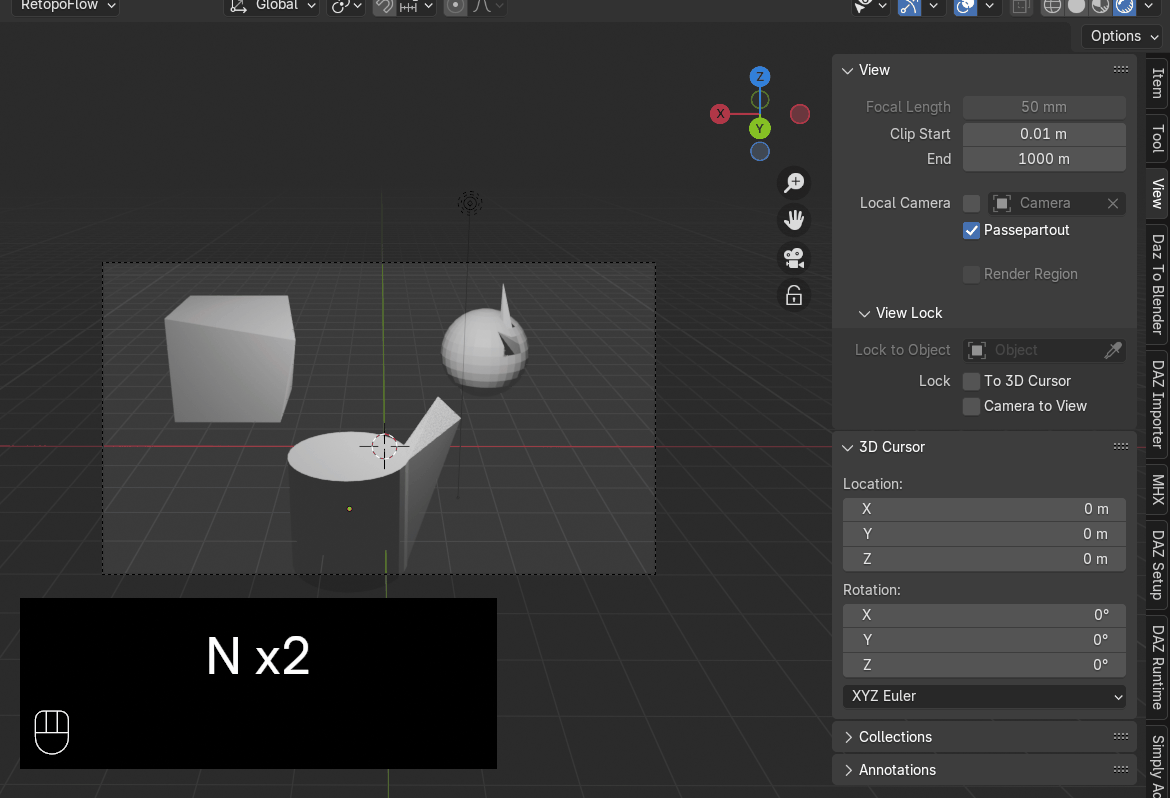 RetopoFlow
Global
Options
View
Z
X
Y
Focal Length 50 mm
Clip Start 0.01 m
End 1000 m
Local Camera Camera
Passepartout
Render Region
View Lock
Lock to Object Object
Lock To 3D Cursor
Camera to View
3D Cursor
Location:
X 0 m
Y 0 m
Z 0 m
Rotation:
X 0°
Y 0°
Z 0°
XYZ Euler
Collections
Annotations
Item
Tool
View
Daz To Blender
DAZ Importer
MHX
DAZ Setup
DAZ Runtime
Simply
N x2